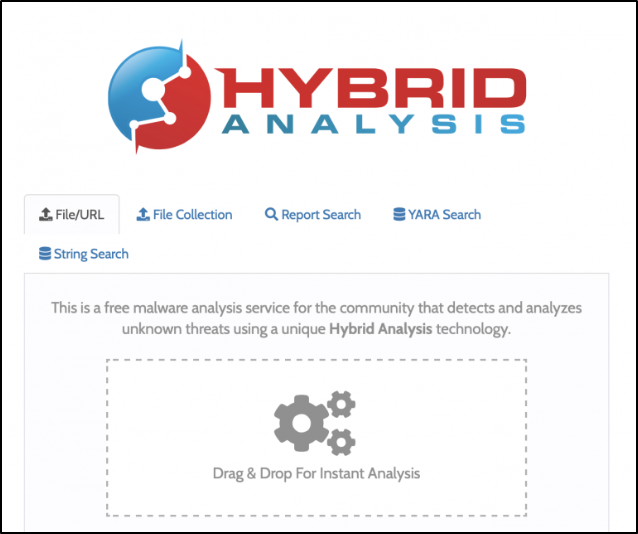 HYBRID
ANALYSIS
File/URL
File Collection
Report Search
YARA Search
String Search
This is a free malware analysis service for the community that detects and analyzes
unknown threats using a unique Hybrid Analysis technology.
Drag & Drop For Instant Analysis